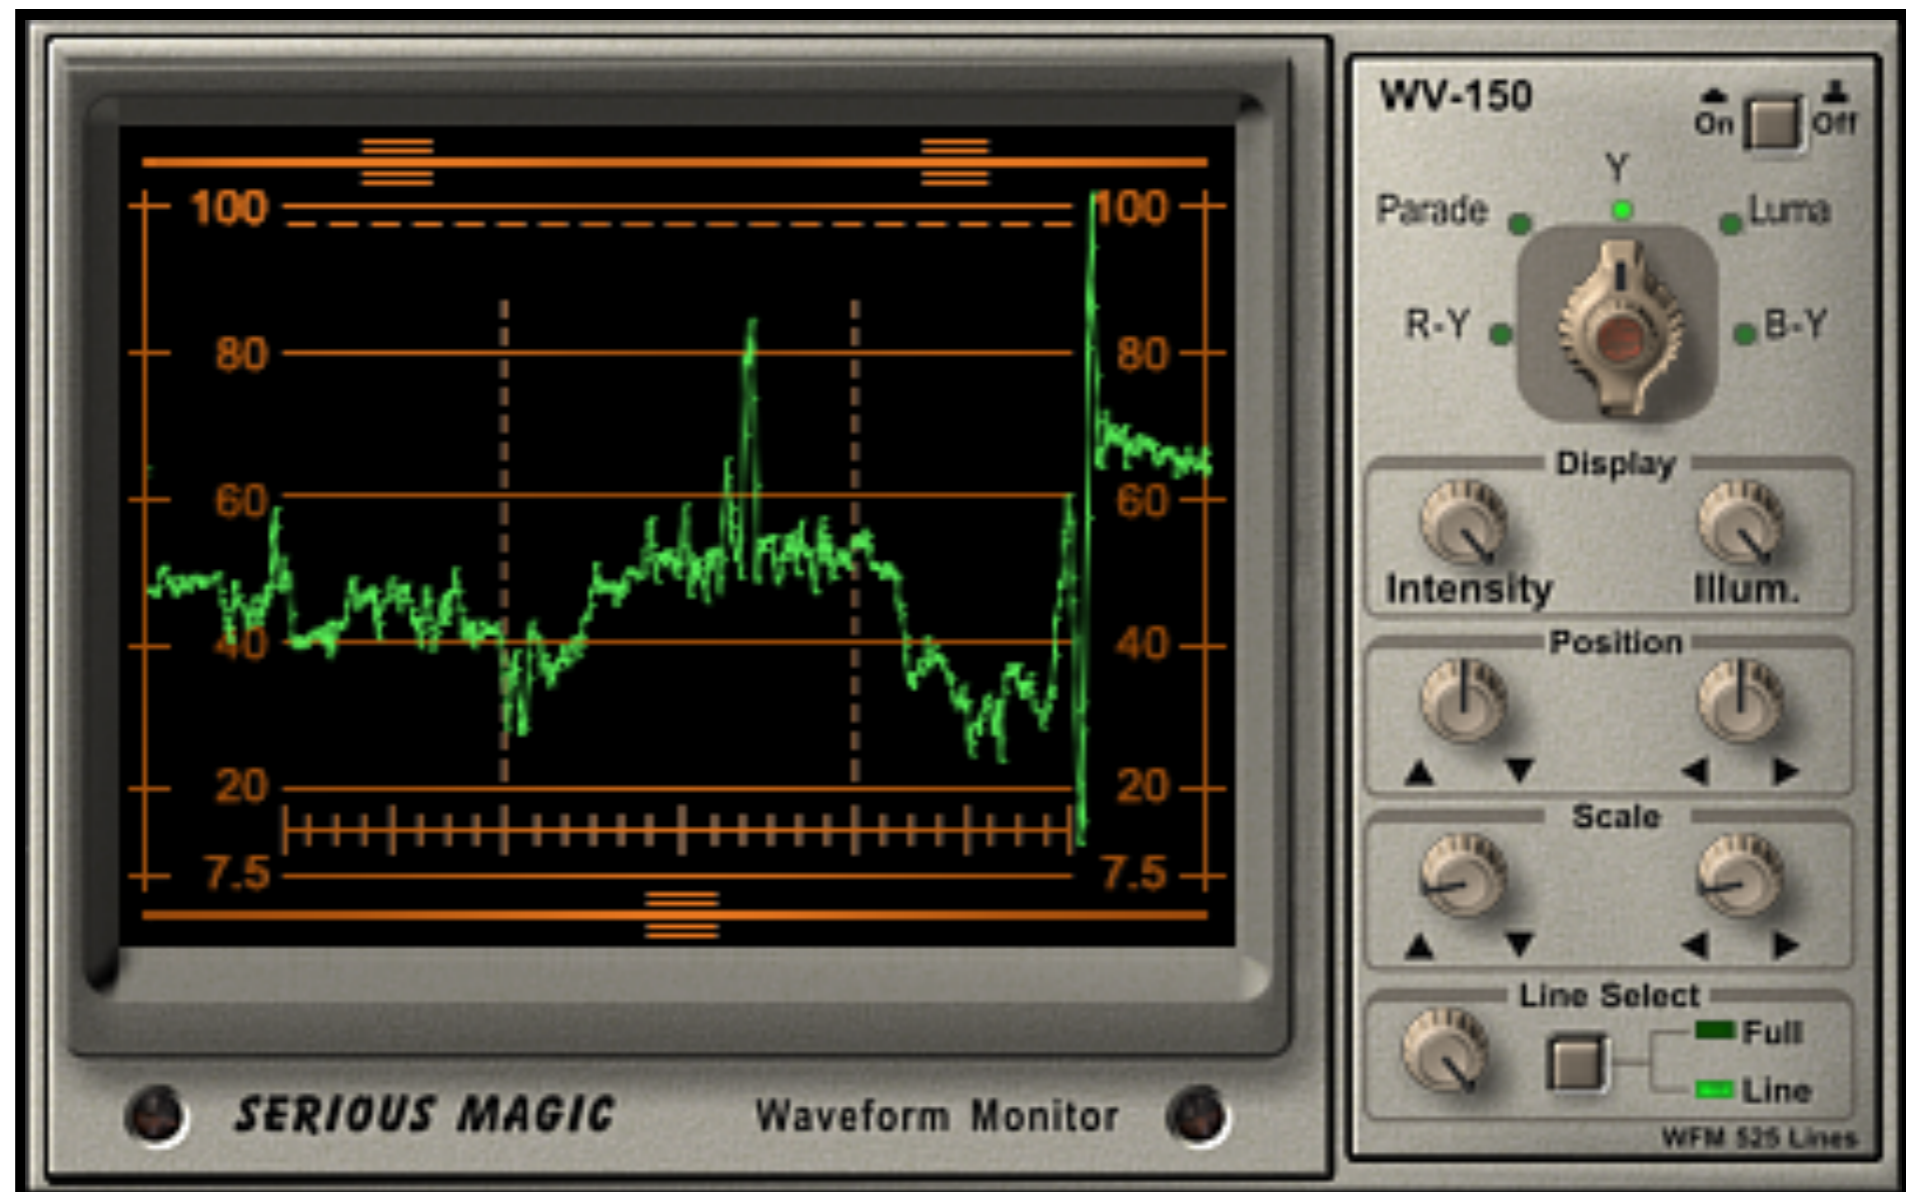 WV-150
On Off
Y
Parade Luma
R-Y B-Y
100 100
80 80
60 60
40 40
20 20
7.5 7.5
Display
Intensity Illum.
Position
Scale
Line Select
Full
Line
WFM 525 Lines
SERIOUS MAGIC Waveform Monitor